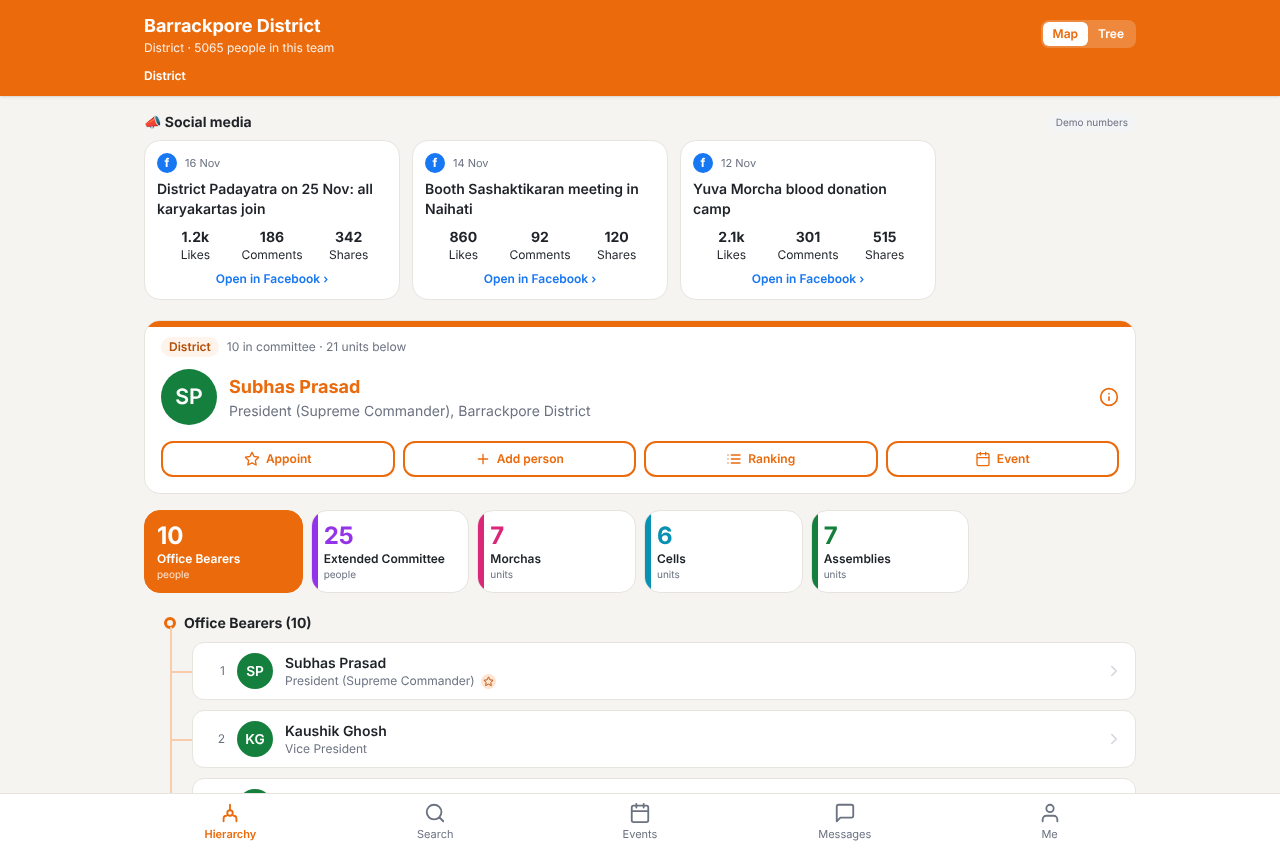 Barrackpore District
District · 5065 people in this team
District
Map
Tree
📣 Social media
Demo numbers
f 16 Nov
District Padayatra on 25 Nov: all
karyakartas join
1.2k 186 342
Likes Comments Shares
Open in Facebook ›
f 14 Nov
Booth Sashaktikaran meeting in
Naihati
860 92 120
Likes Comments Shares
Open in Facebook ›
f 12 Nov
Yuva Morcha blood donation
camp
2.1k 301 515
Likes Comments Shares
Open in Facebook ›
District 10 in committee · 21 units below
SP
Subhas Prasad
President (Supreme Commander), Barrackpore District
Appoint
Add person
Ranking
Event
10
Office Bearers
people
25
Extended Committee
people
7
Morchas
units
6
Cells
units
7
Assemblies
units
Office Bearers (10)
1 SP
Subhas Prasad
President (Supreme Commander)
2 KG
Kaushik Ghosh
Vice President
Hierarchy
Search
Events
Messages
Me